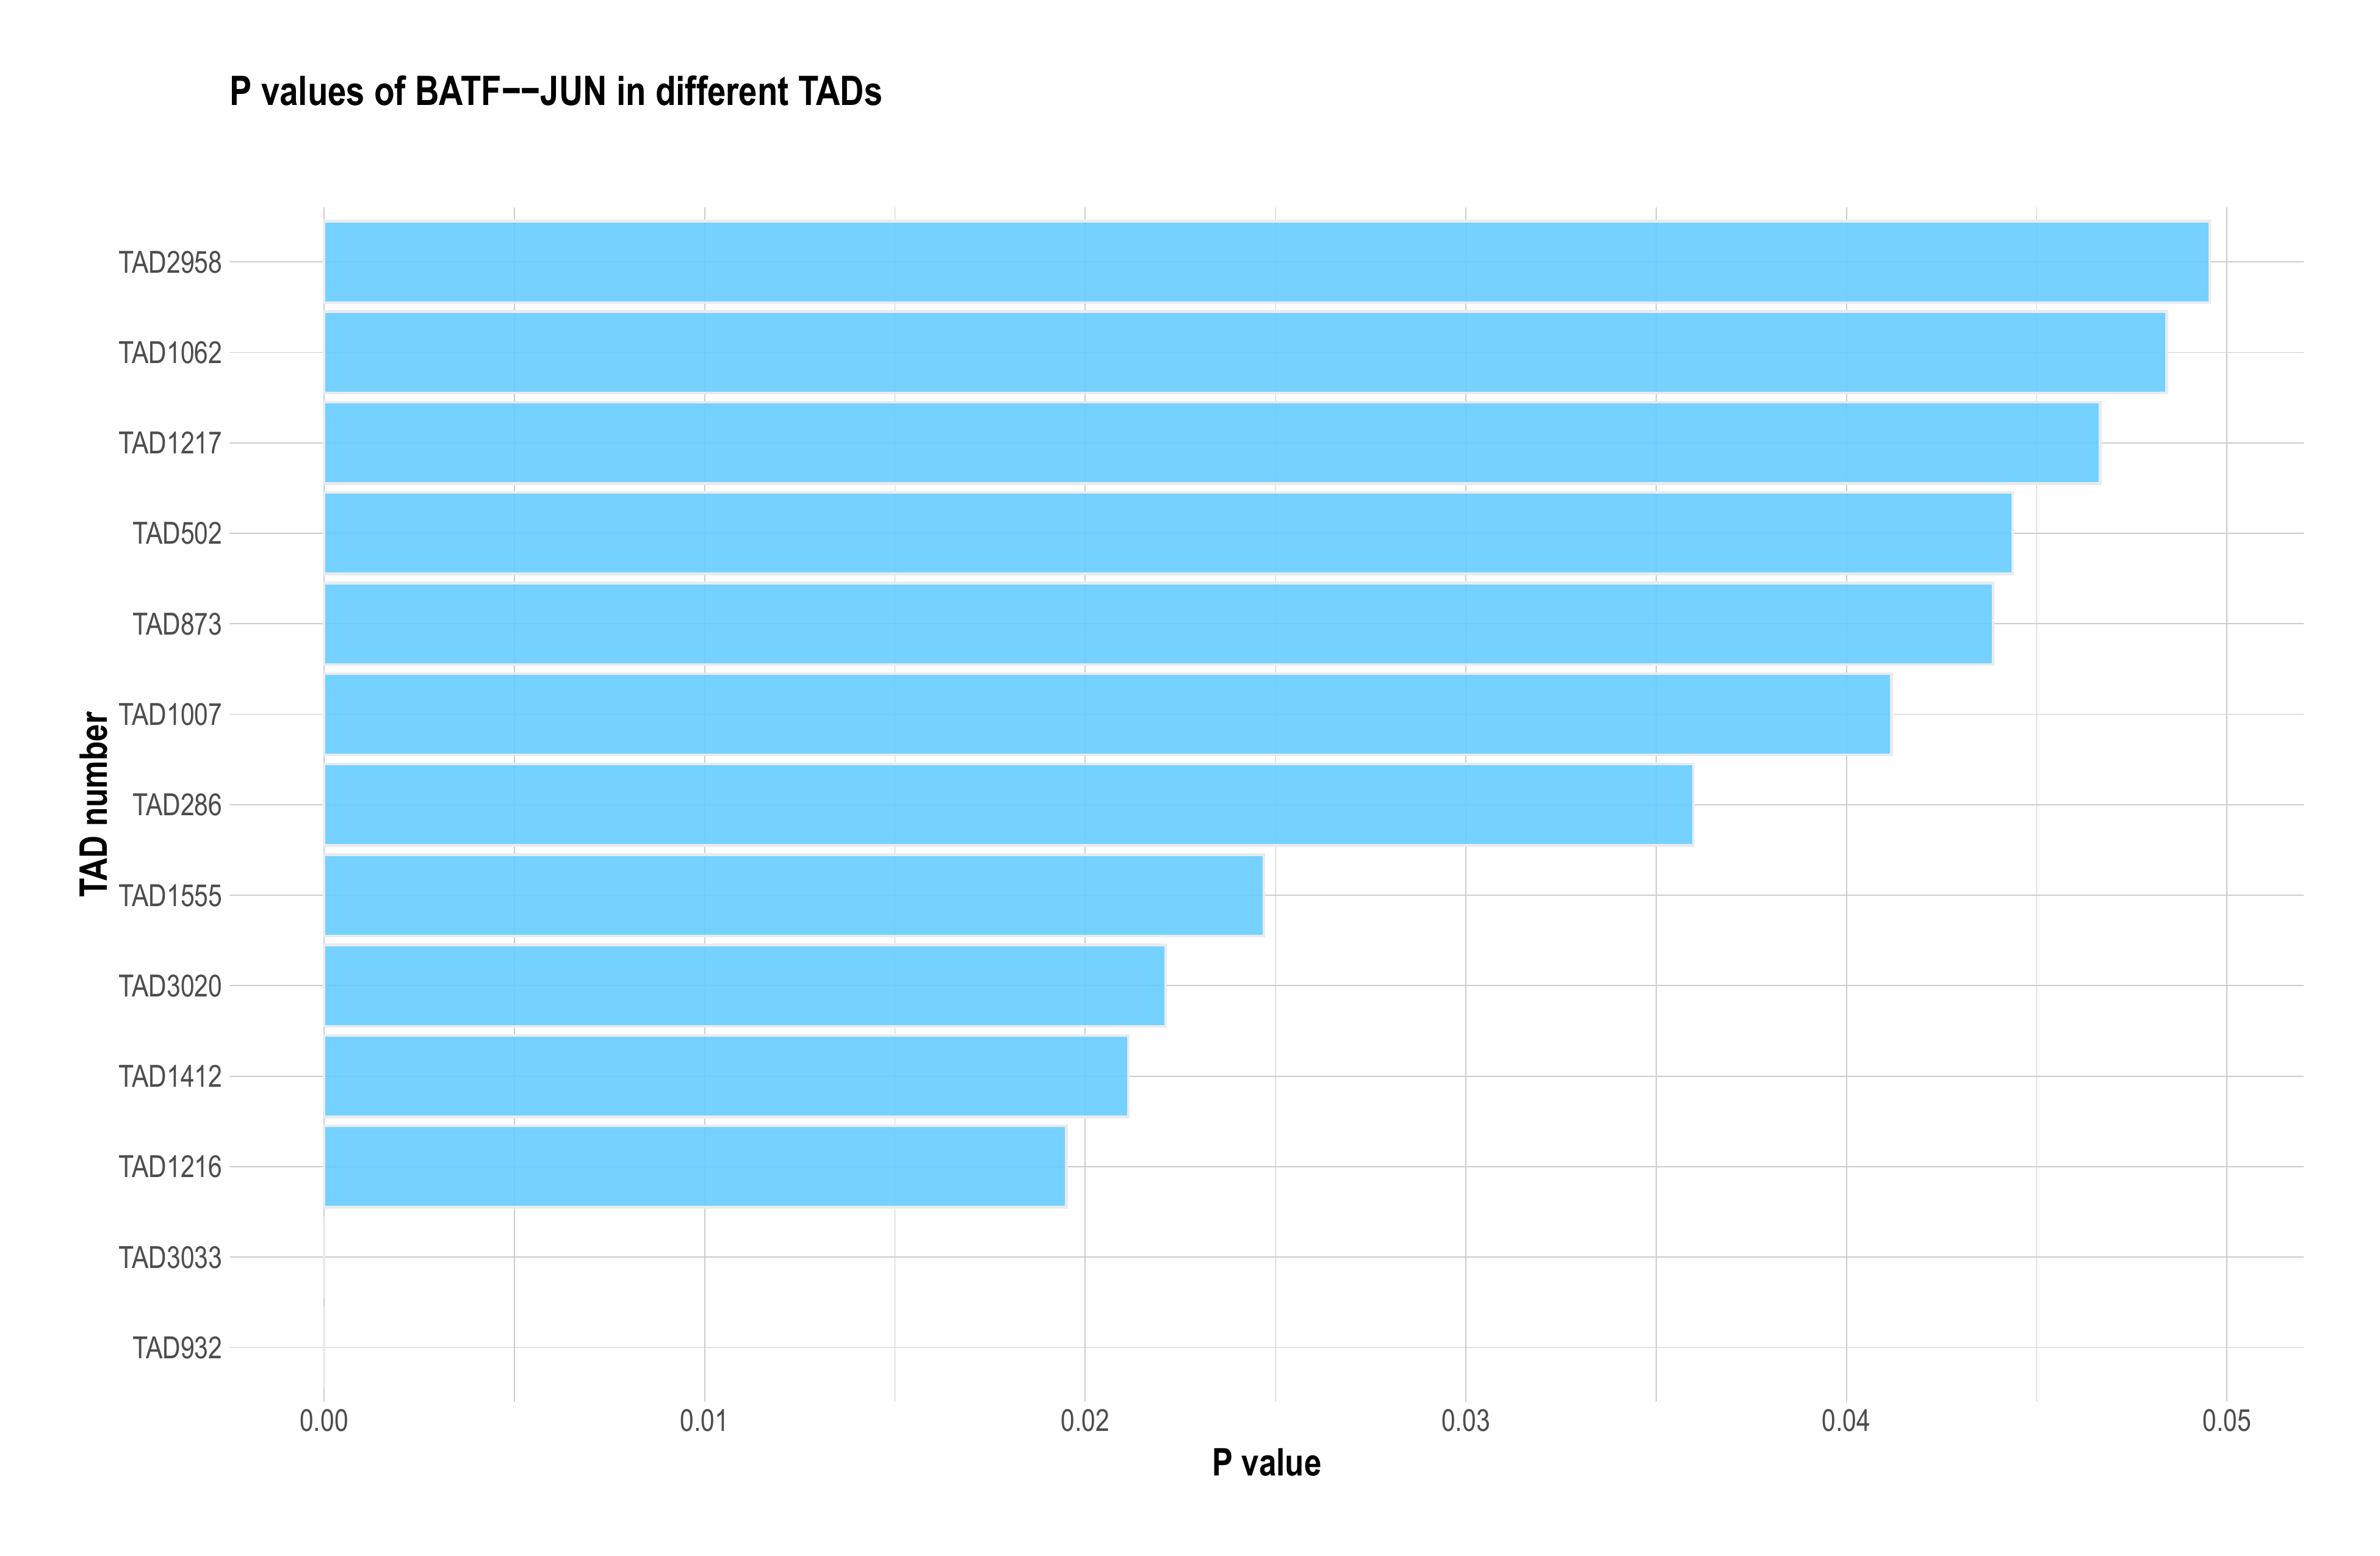 P values of BATF−−JUN in different TADs
TAD2958
TAD1062
TAD1217
TAD502
TAD873
TAD1007
TAD286
TAD1555
TAD3020
TAD1412
TAD1216
TAD3033
TAD932
TAD number
0.00 0.01 0.02 0.03 0.04 0.05
P value